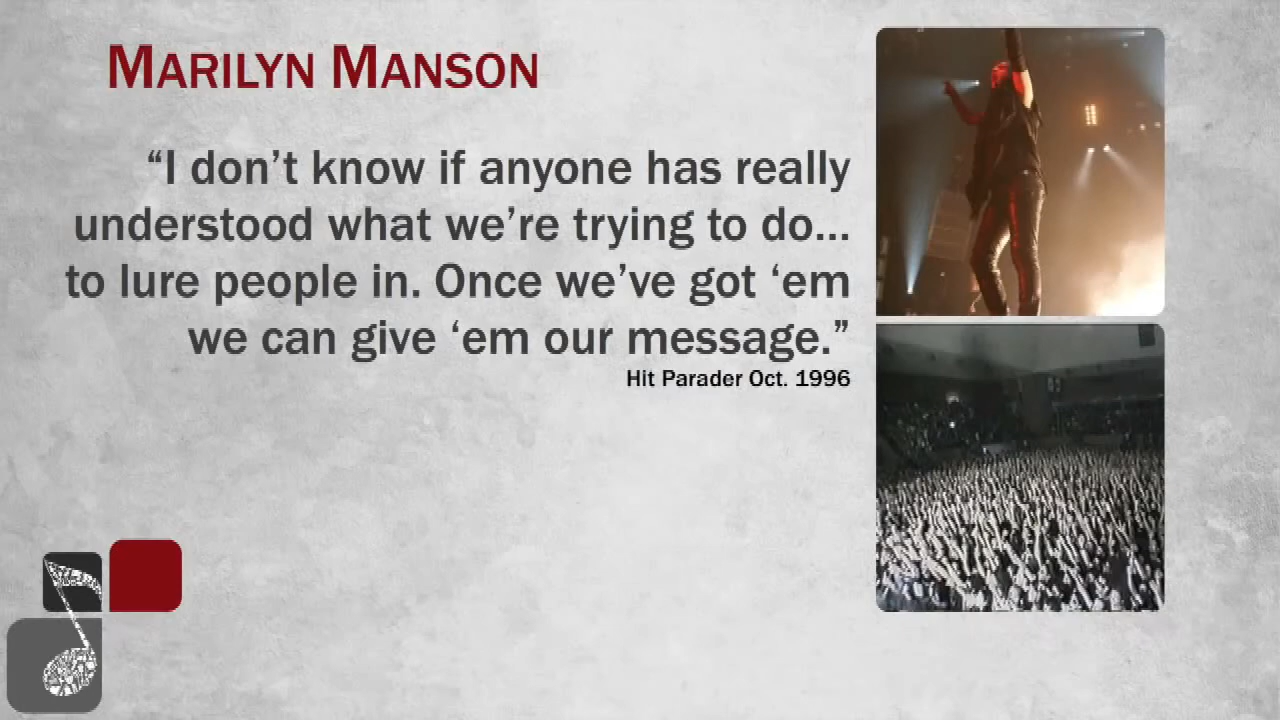 MARILYN MANSON
“I don’t know if anyone has really
understood what we’re trying to do...
to lure people in. Once we’ve got ‘em
we can give ‘em our message.”
Hit Parader Oct. 1996